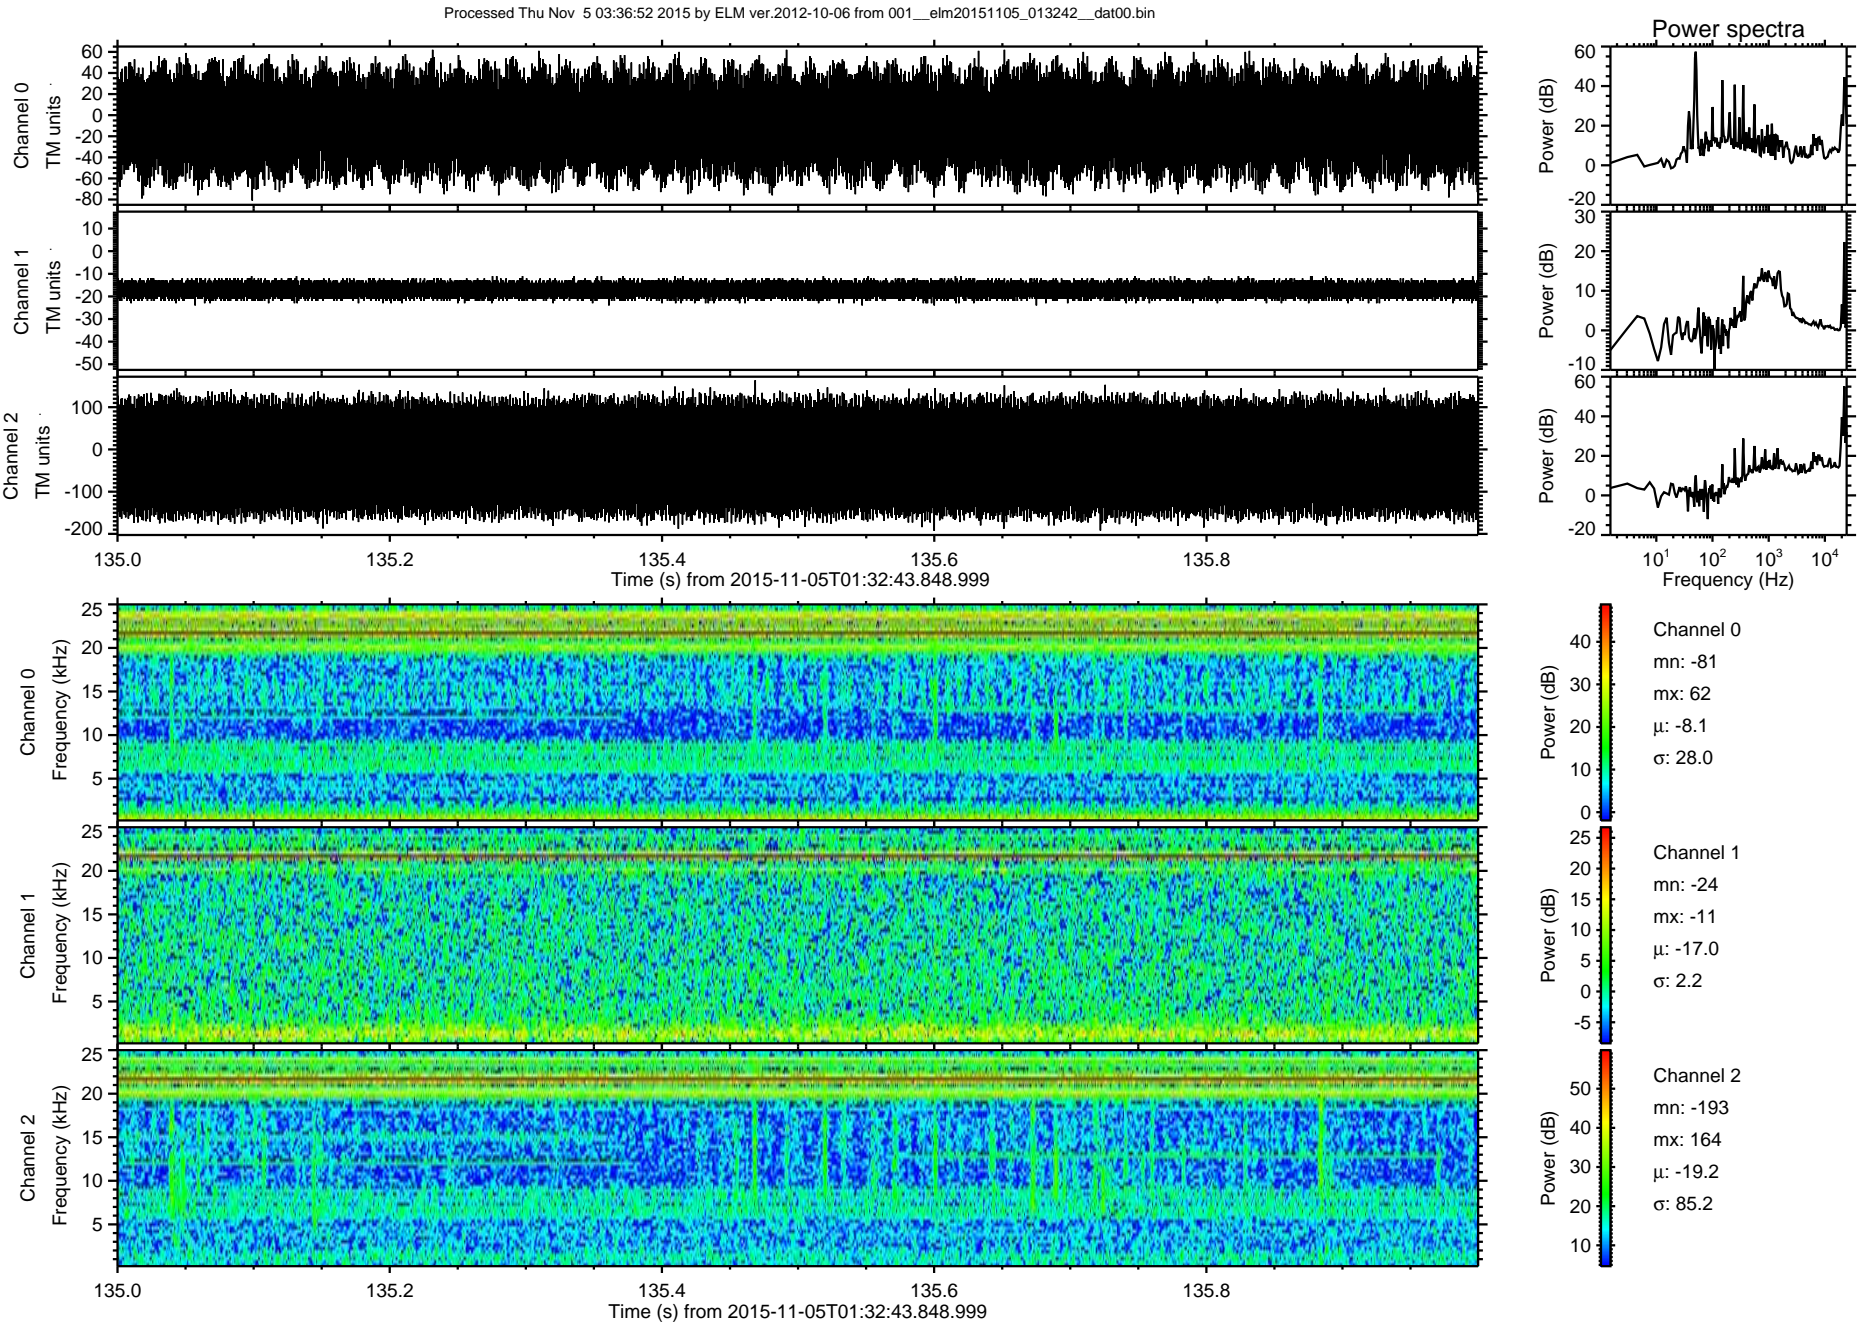 Processed Thu Nov  5 03:36:52 2015 by ELM ver.2012-10-06 from 001__elm20151105_013242__dat00.bin
Power spectra
Channel 0
TM units
60
40
20
0
-20
-40
-60
-80
Power (dB)
60
40
20
0
-20
Channel 1
TM units
10
0
-10
-20
-30
-40
-50
Power (dB)
30
20
10
0
-10
Channel 2
TM units
100
0
-100
-200
Power (dB)
60
40
20
0
-20
135.0 135.2 135.4 135.6 135.8
Time (s) from 2015-11-05T01:32:43.848.999
10¹ 10² 10³ 10⁴
Frequency (Hz)
Channel 0
Frequency (kHz)
25
20
15
10
5
Power (dB)
40
30
20
10
0
Channel 0
mn: -81
mx: 62
μ: -8.1
σ: 28.0
Channel 1
Frequency (kHz)
25
20
15
10
5
Power (dB)
25
20
15
10
5
0
-5
Channel 1
mn: -24
mx: -11
μ: -17.0
σ: 2.2
Channel 2
Frequency (kHz)
25
20
15
10
5
Power (dB)
50
40
30
20
10
Channel 2
mn: -193
mx: 164
μ: -19.2
σ: 85.2
135.0 135.2 135.4 135.6 135.8
Time (s) from 2015-11-05T01:32:43.848.999